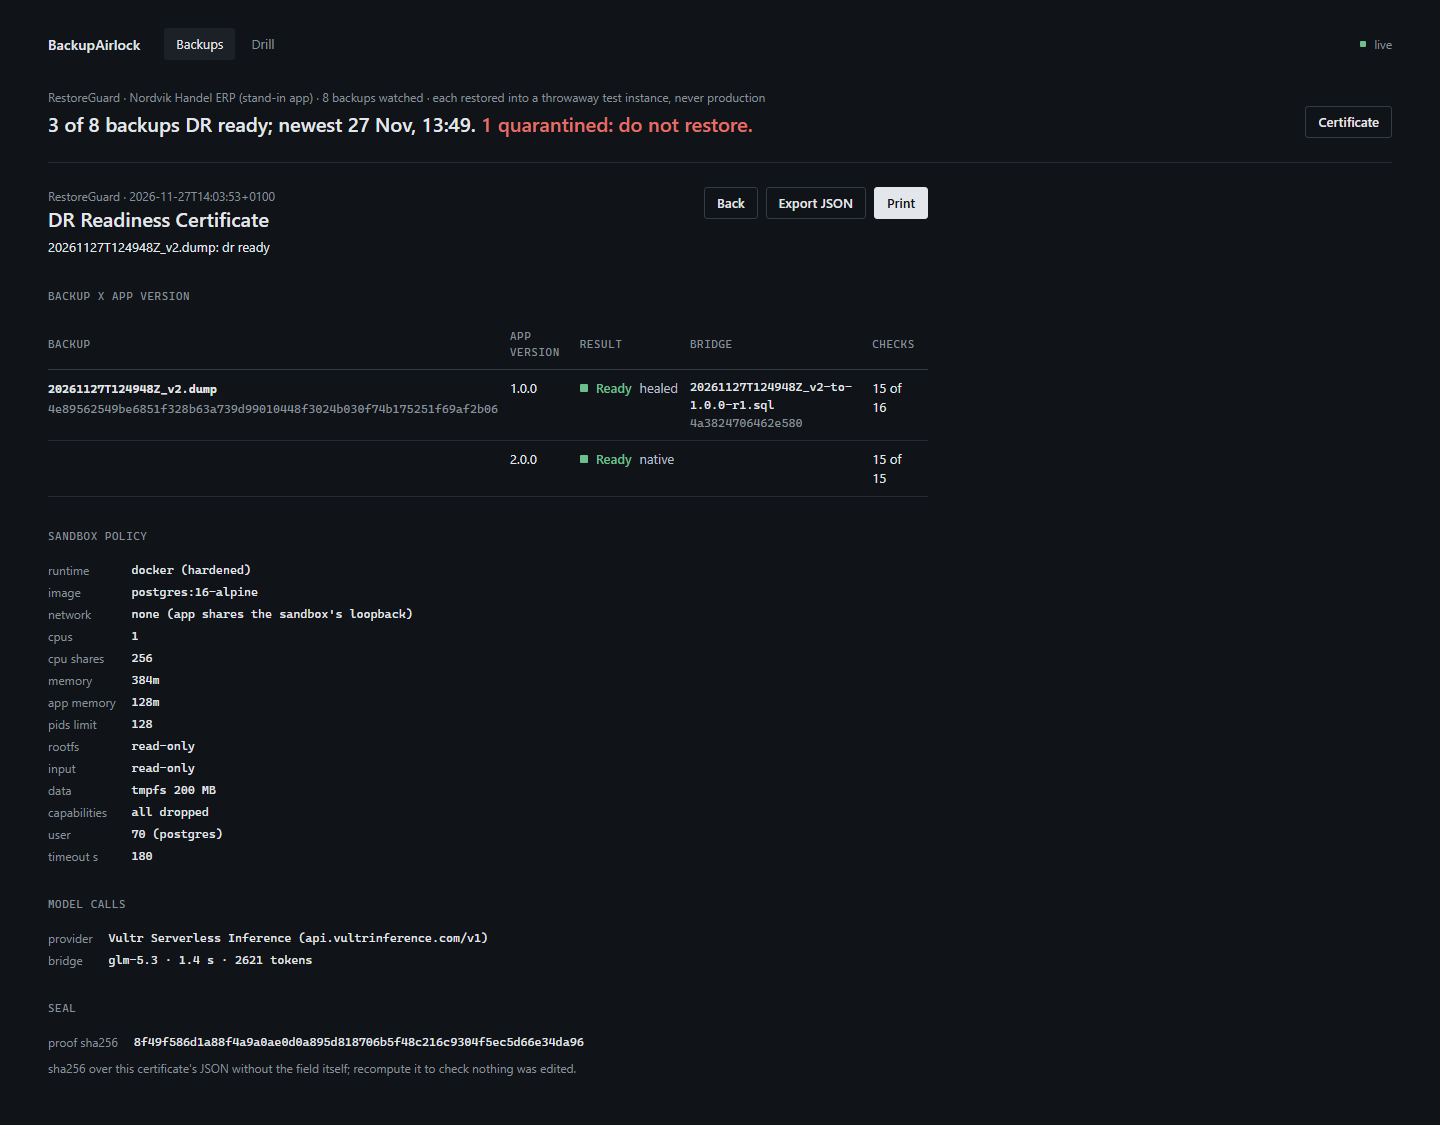 BackupAirlock
Backups
Drill
live
RestoreGuard · Nordvik Handel ERP (stand-in app) · 8 backups watched · each restored into a throwaway test instance, never production
3 of 8 backups DR ready; newest 27 Nov, 13:49. 1 quarantined: do not restore.
Certificate
RestoreGuard · 2026-11-27T14:03:53+0100
DR Readiness Certificate
20261127T124948Z_v2.dump: dr ready
Back
Export JSON
Print
BACKUP X APP VERSION
BACKUP
APP
VERSION
RESULT
BRIDGE
CHECKS
20261127T124948Z_v2.dump
4e89562549be6851f328b63a739d99010448f3024b030f74b175251f69af2b06
1.0.0
Ready healed
20261127T124948Z_v2-to-
1.0.0-r1.sql
4a3824706462e580
15 of
16
2.0.0
Ready native
15 of
15
SANDBOX POLICY
runtime docker (hardened)
image postgres:16-alpine
network none (app shares the sandbox's loopback)
cpus 1
cpu shares 256
memory 384m
app memory 128m
pids limit 128
rootfs read-only
input read-only
data tmpfs 200 MB
capabilities all dropped
user 70 (postgres)
timeout s 180
MODEL CALLS
provider Vultr Serverless Inference (api.vultrinference.com/v1)
bridge glm-5.3 · 1.4 s · 2621 tokens
SEAL
proof sha256 8f49f586d1a88f4a9a0ae0d0a895d818706b5f48c216c9304f5ec5d66e34da96
sha256 over this certificate's JSON without the field itself; recompute it to check nothing was edited.